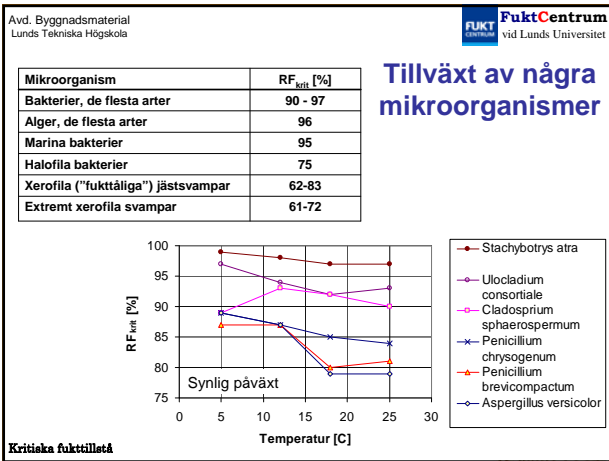 Avd. Byggnadsmaterial
Lunds Tekniska Högskola
FUKT
CENTRUM
FuktCentrum
vid Lunds Universitet
Tillväxt av några
mikroorganismer
Mikroorganism RFkrit [%]
Bakterier, de flesta arter 90 - 97
Alger, de flesta arter 96
Marina bakterier 95
Halofila bakterier 75
Xerofila ("fukttåliga") jästsvampar 62-83
Extremt xerofila svampar 61-72
100
95
90
85
80
75
RFkrit [%]
Synlig påväxt
0 5 10 15 20 25 30
Temperatur [C]
Stachybotrys atra
Ulocladium
consortiale
Cladosprium
sphaerospermum
Penicillium
chrysogenum
Penicillium
brevicompactum
Aspergillus versicolor
Kritiska fukttillstå